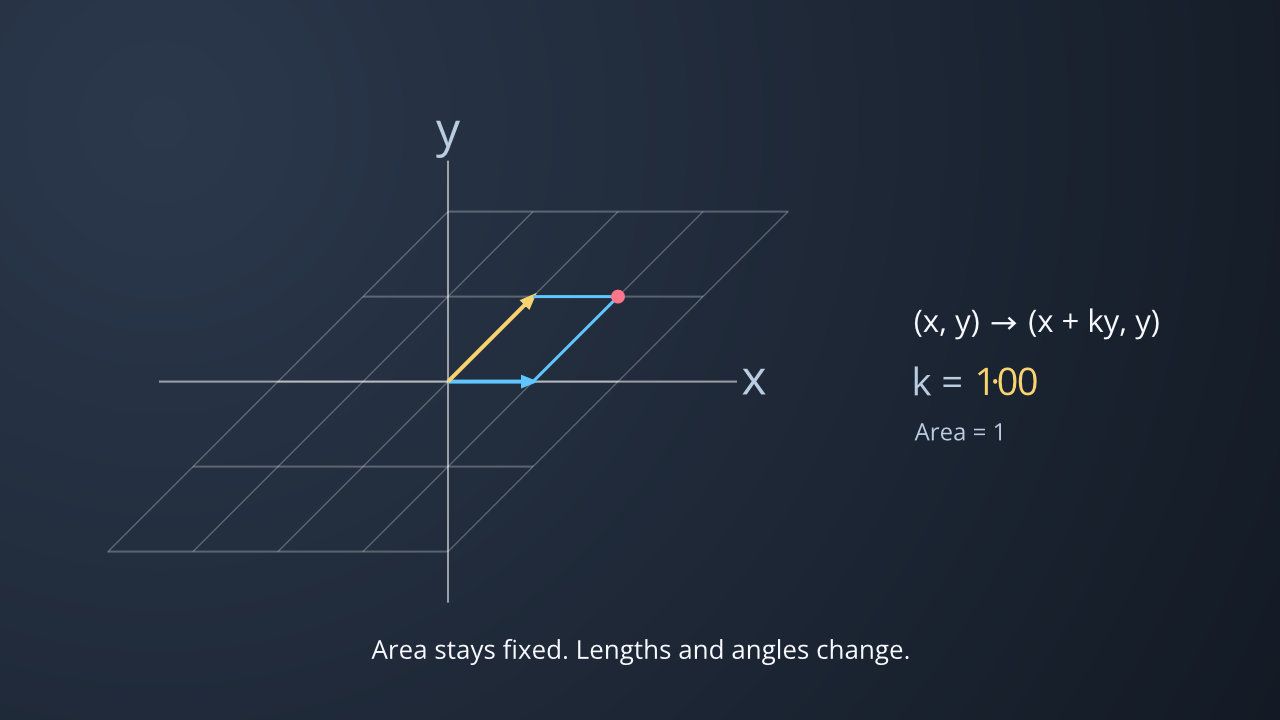 y
x
(x, y) → (x + ky, y)
k = 1·00
Area = 1
Area stays fixed. Lengths and angles change.